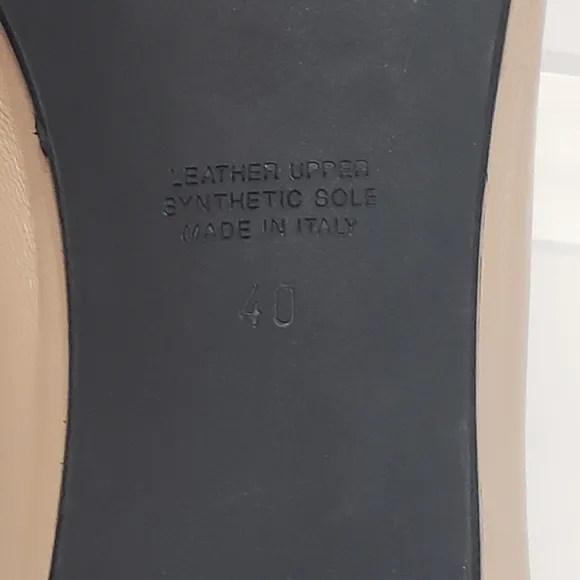 LEATHER UPPER
SYNTHETIC SOLE
MADE IN ITALY
40